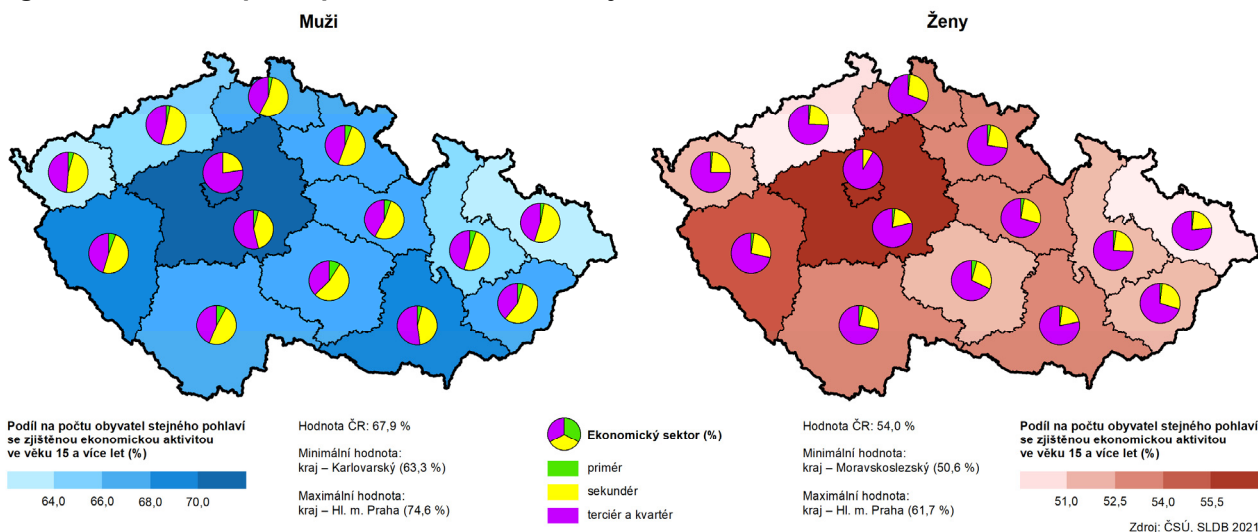 Muži
Ženy
Podíl na počtu obyvatel stejného pohlaví
se zjištěnou ekonomickou aktivitou
ve věku 15 a více let (%)
64,0 66,0 68,0 70,0
Hodnota ČR: 67,9 %
Minimální hodnota:
kraj – Karlovarský (63,3 %)
Maximální hodnota:
kraj – Hl. m. Praha (74,6 %)
Ekonomický sektor (%)
primér
sekundér
terciér a kvartér
Hodnota ČR: 54,0 %
Minimální hodnota:
kraj – Moravskoslezský (50,6 %)
Maximální hodnota:
kraj – Hl. m. Praha (61,7 %)
Podíl na počtu obyvatel stejného pohlaví
se zjištěnou ekonomickou aktivitou
ve věku 15 a více let (%)
51,0 52,5 54,0 55,5
Zdroj: ČSÚ, SLDB 2021